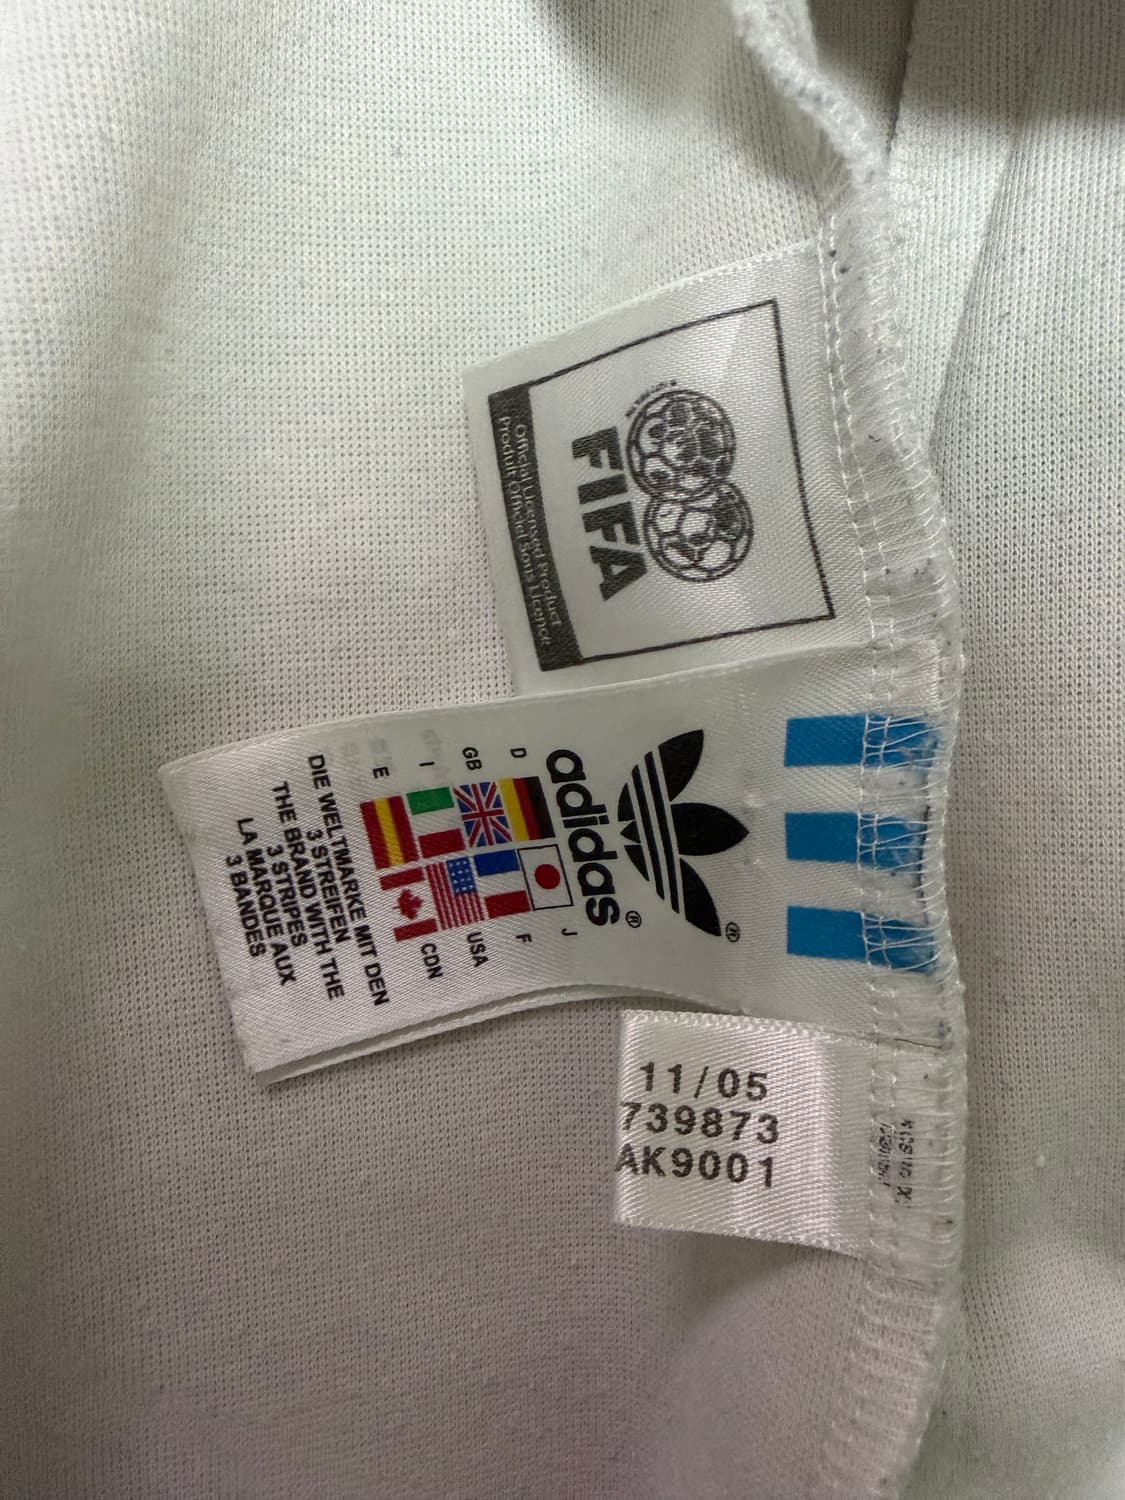 FIFA
Official Licensed Product
Produit Officiel Sous Licence
adidas®
®
D
J
GB
F
I
USA
E
CDN
DIE WELTMARKE MIT DEN
3 STREIFEN
THE BRAND WITH THE
3 STRIPES
LA MARQUE AUX
3 BANDES
11/05
739873
AK9001